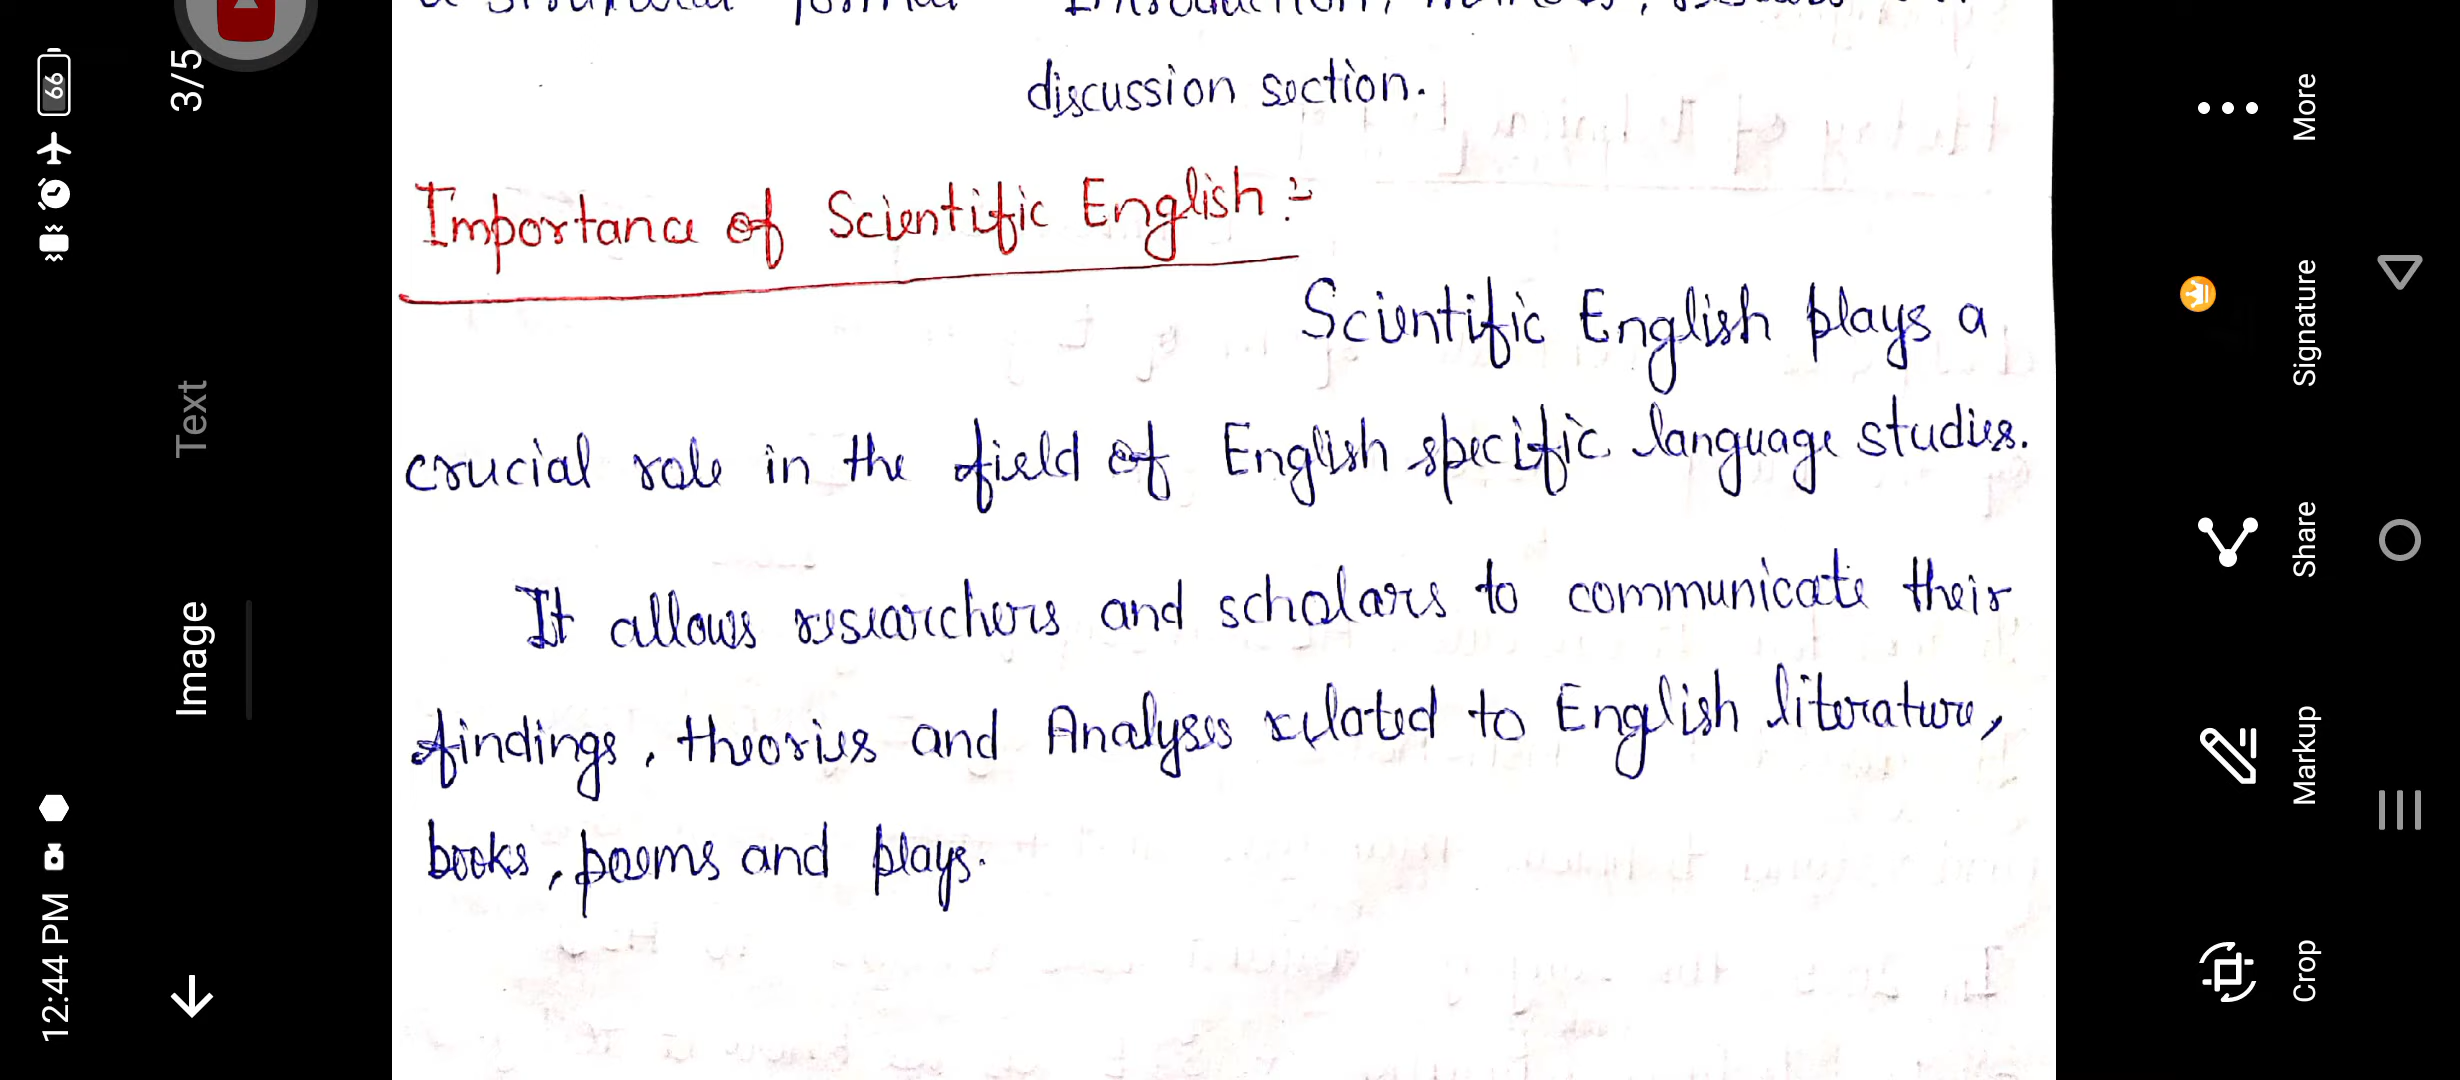 discussion section.
Importance of Scientific English :-
Scientific English plays a
crucial role in the field of English specific language studies.
It allows researchers and scholars to communicate their
findings, theories and Analysis related to English literature,
books, poems and plays.
12:44 PM
66
3/5
Image
Text
More
Signature
Share
Markup
Crop